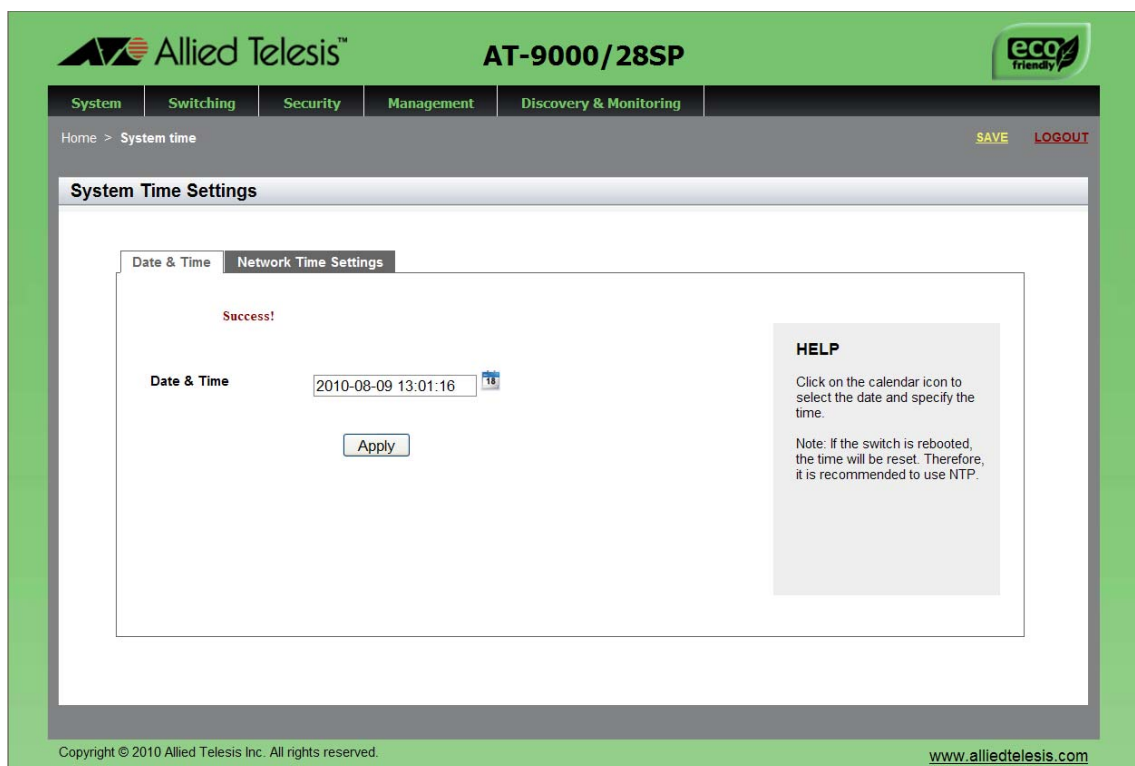 Allied Telesis™
AT-9000/28SP
eco
friendly
System Switching Security Management Discovery & Monitoring
Home > System time
SAVE LOGOUT
System Time Settings
Date & Time Network Time Settings
Success!
Date & Time
2010-08-09 13:01:16
18
Apply
HELP
Click on the calendar icon to
select the date and specify the
time.
Note: If the switch is rebooted,
the time will be reset. Therefore,
it is recommended to use NTP.
Copyright © 2010 Allied Telesis Inc. All rights reserved.
www.alliedtelesis.com